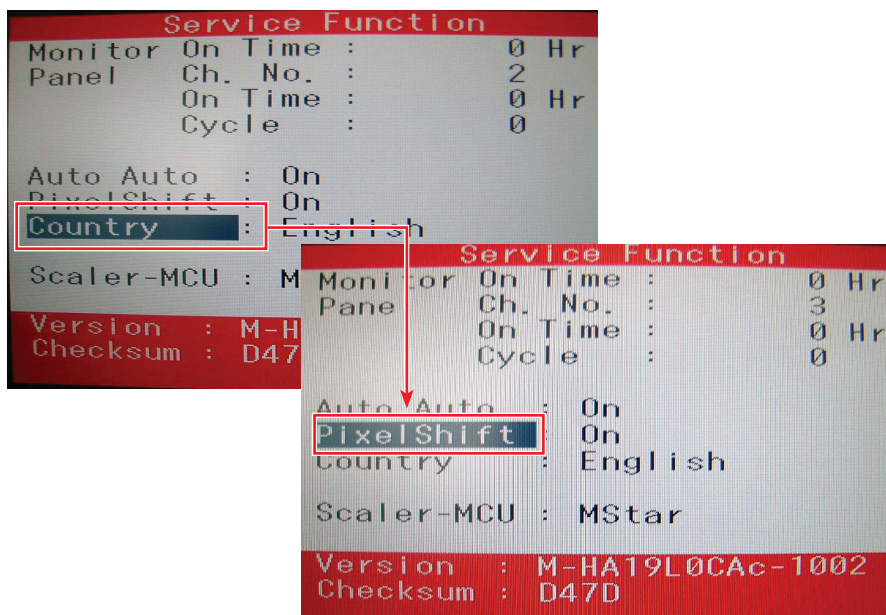 Service Function
Monitor On Time : 0 Hr
Panel Ch. No. : 2
On Time : 0 Hr
Cycle : 0
Auto Auto : On
PixelShift : On
Country : English
Scaler-MCU : M
Version : M-H
Checksum : D47
Service Function
Monitor On Time : 0 Hr
Pane Ch. No. : 3
On Time : 0 Hr
Cycle : 0
Auto Auto : On
PixelShift : On
Country : English
Scaler-MCU : MStar
Version : M-HA19L0CAc-1002
Checksum : D47D